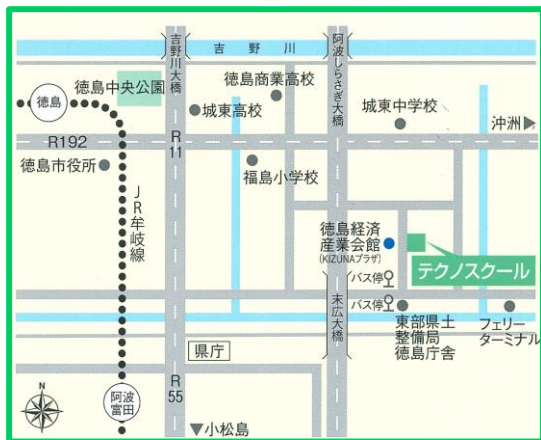 吉野川
吉野川大橋
阿波しらさぎ大橋
徳島中央公園
徳島
徳島商業高校
城東高校
城東中学校
沖洲▶
R192
R
11
徳島市役所
福島小学校
JR牟岐線
徳島経済
産業会館
(KIZUNAプラザ)
テクノスクール
バス停
バス停
末広大橋
東部県土
整備局
徳島庁舎
フェリー
ターミナル
県庁
R
55
N
阿波
富田
▼小松島